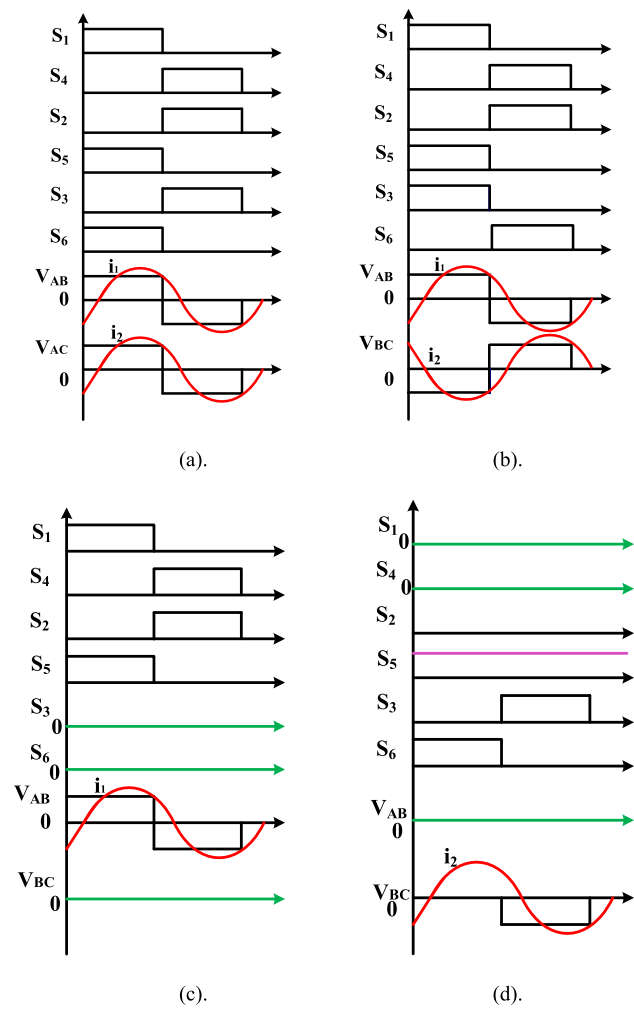 S1
S4
S2
S5
S3
S6
i1
VAB
0
i2
VAC
0
(a).
S1
S4
S2
S5
S3
S6
i1
VAB
0
VBC
i2
0
(b).
S1
S4
S2
S5
S3
0
S6
0
i1
VAB
0
VBC
0
(c).
S1
0
S4
0
S2
S5
S3
S6
VAB
0
i2
VBC
0
(d).